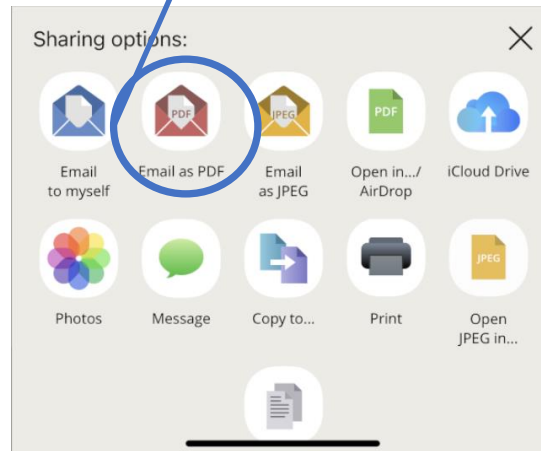 Sharing options:
PDF
JPEG
PDF
Email
to myself
Email as PDF
Email
as JPEG
Open in.../
AirDrop
iCloud Drive
JPEG
Photos
Message
Copy to...
Print
Open
JPEG in...